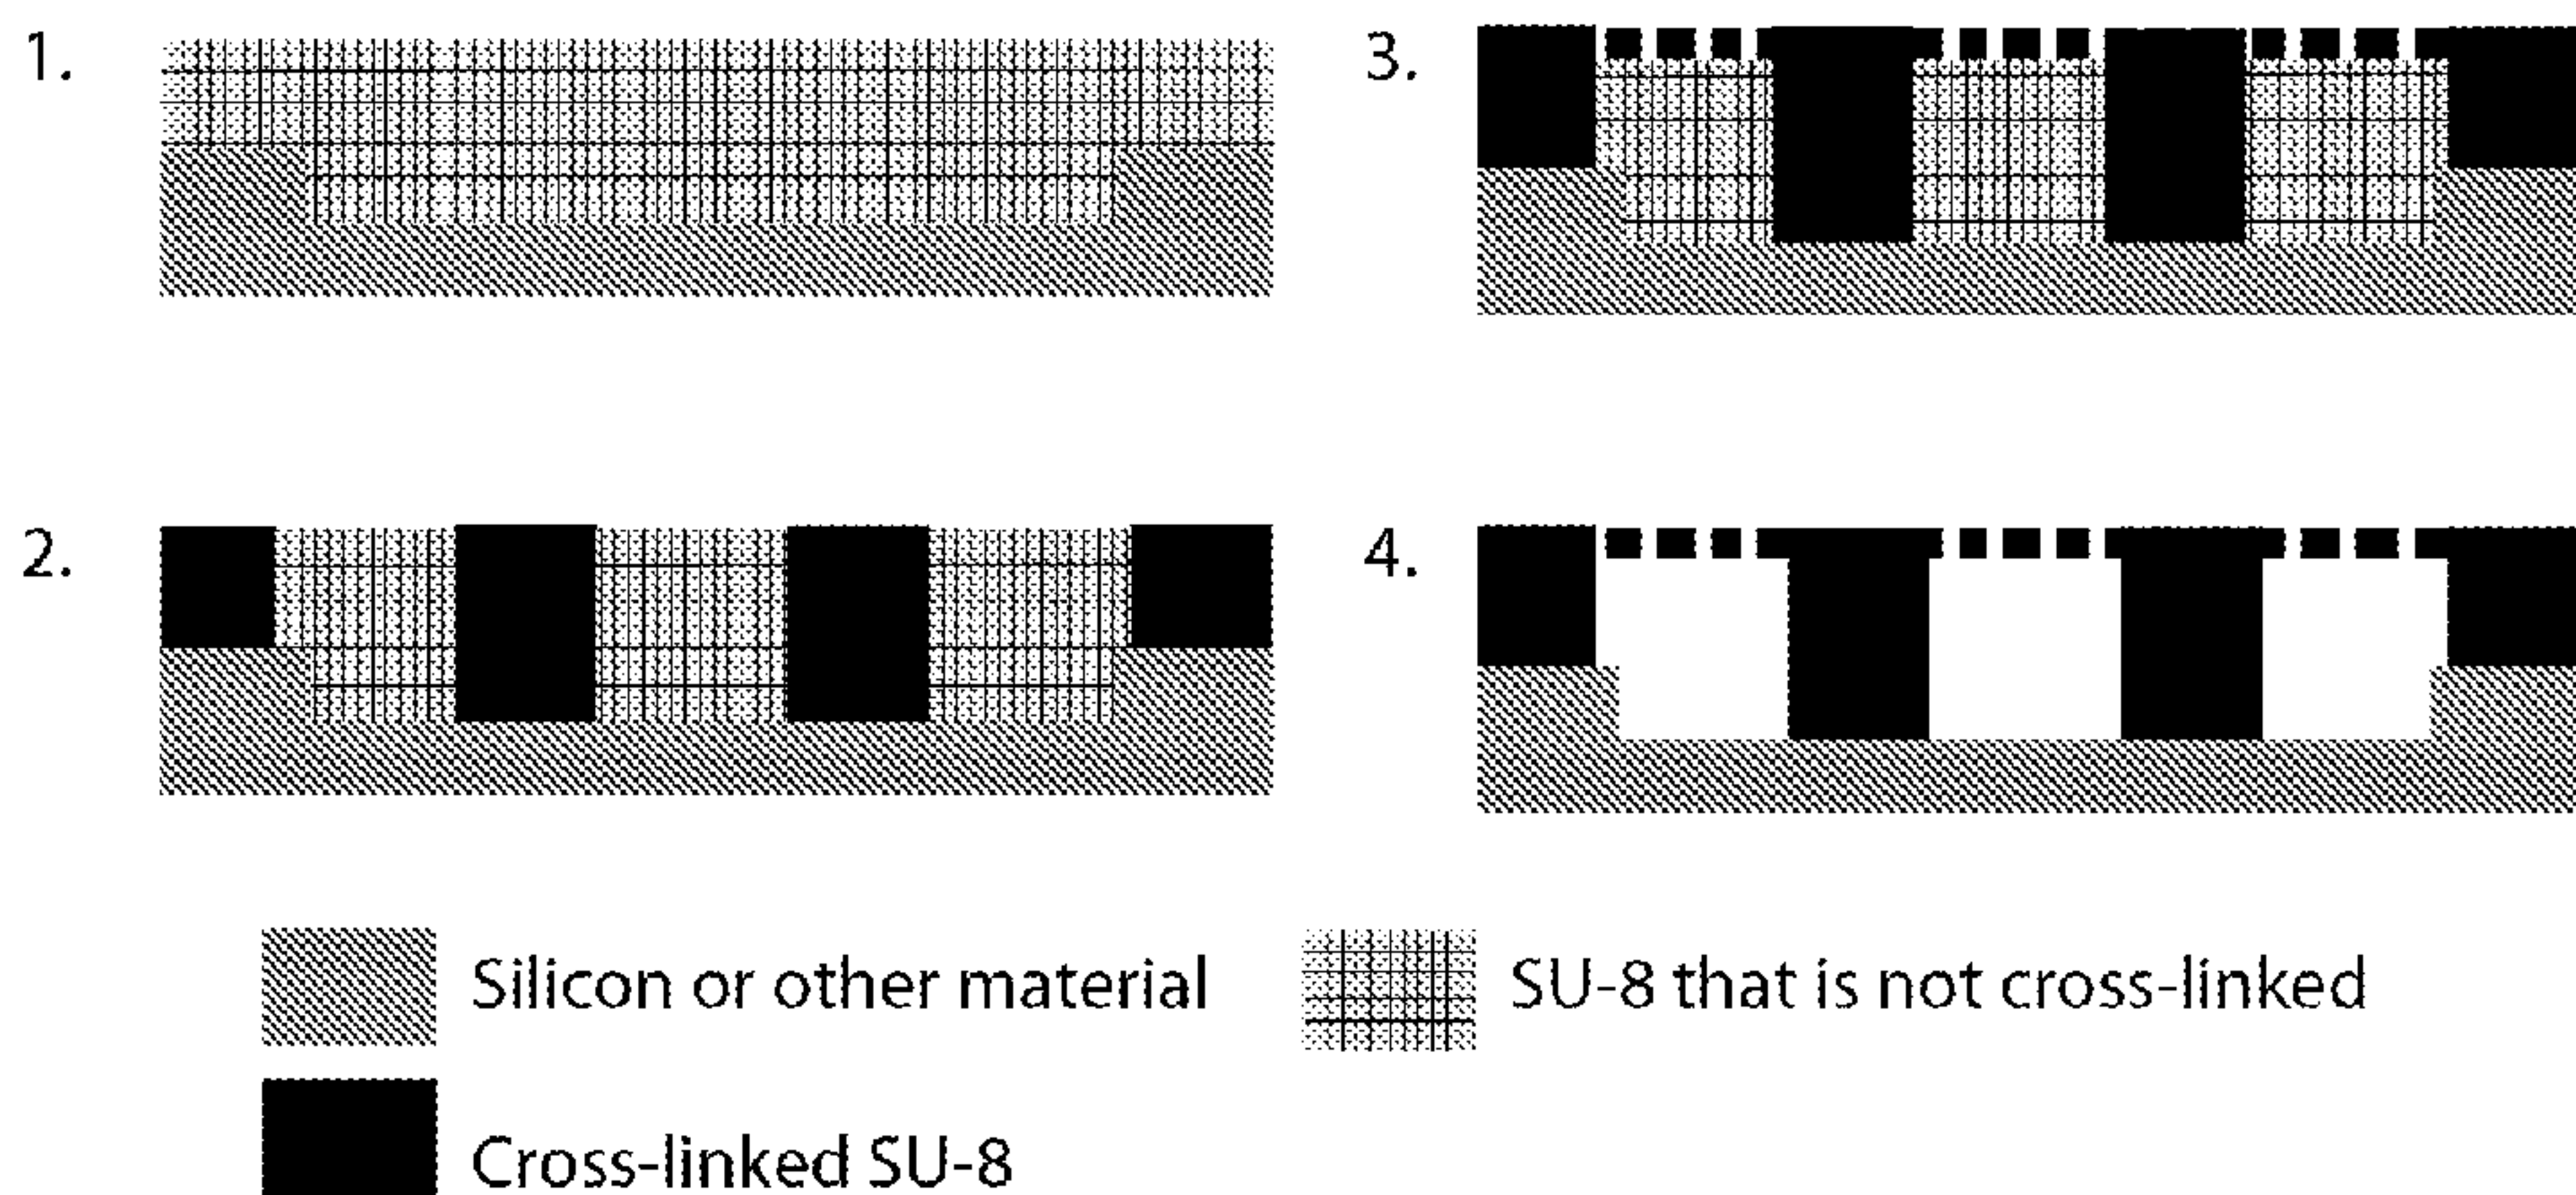 1.
3.
2.
4.
Silicon or other material
SU-8 that is not cross-linked
Cross-linked SU-8